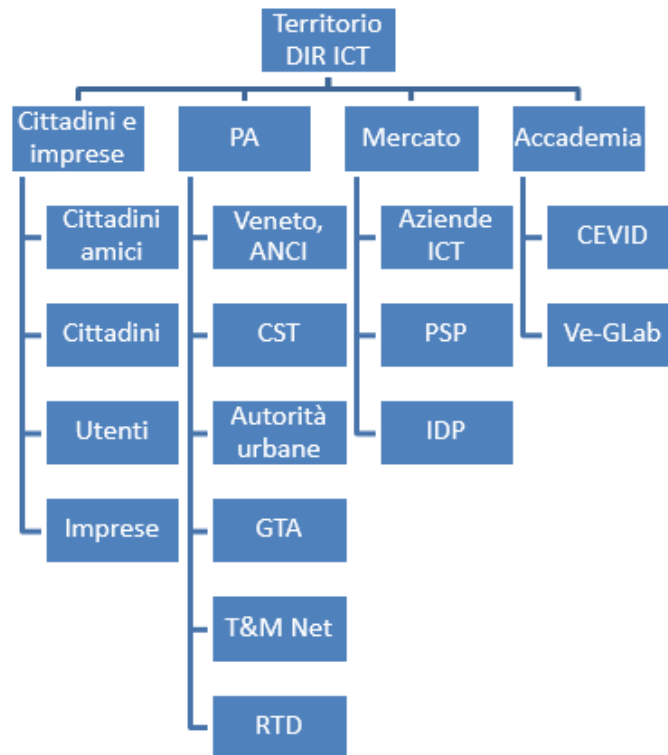 Territorio
DIR ICT
Cittadini e
imprese
PA
Mercato
Accademia
Cittadini
amici
Veneto,
ANCI
Aziende
ICT
CEVID
Cittadini
CST
PSP
Ve-GLab
Utenti
Autorità
urbane
IDP
Imprese
GTA
T&M Net
RTD